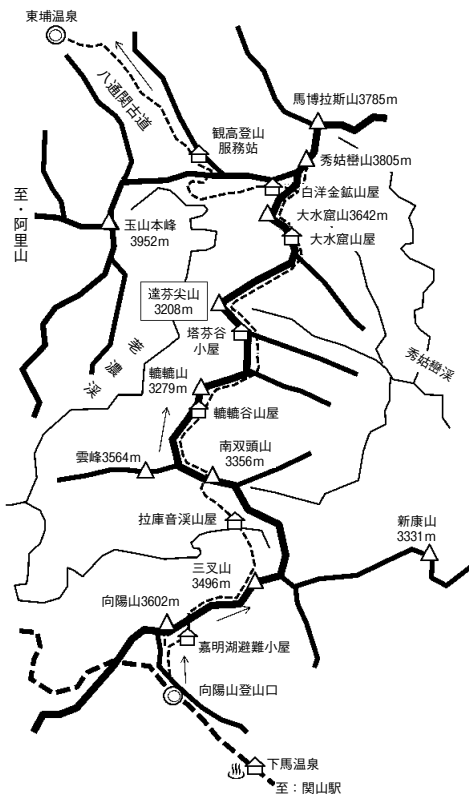 東埔温泉
八通関古道
観高登山
服務站
馬博拉斯山3785m
秀姑巒山3805m
白洋金鉱山屋
大水窟山3642m
大水窟山屋
至・阿里山
玉山本峰
3952m
荖濃渓
達芬尖山
3208m
塔芬谷
小屋
秀姑巒渓
轆轆山
3279m
轆轆谷山屋
雲峰3564m
南双頭山
3356m
拉庫音渓山屋
新康山
3331m
三叉山
3496m
向陽山3602m
嘉明湖避難小屋
向陽山登山口
下馬温泉
至：関山駅